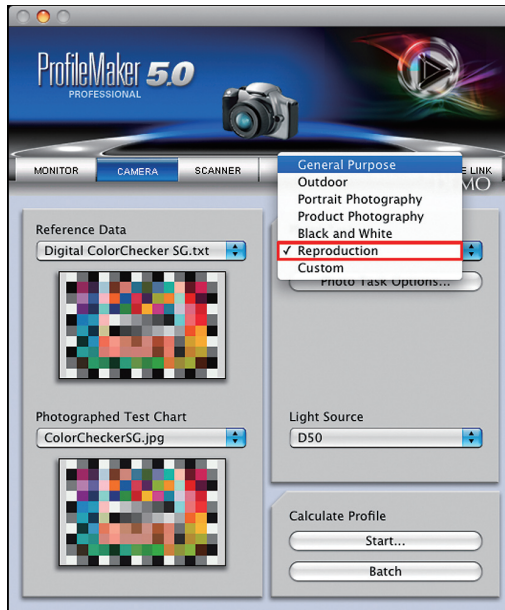 ProfileMaker 5.0
PROFESSIONAL
MONITOR CAMERA SCANNER E LINK
MO
General Purpose
Outdoor
Portrait Photography
Product Photography
Black and White
✓ Reproduction
Custom
Photo Task Options...
Reference Data
Digital ColorChecker SG.txt
Photographed Test Chart
ColorCheckerSG.jpg
Light Source
D50
Calculate Profile
Start...
Batch